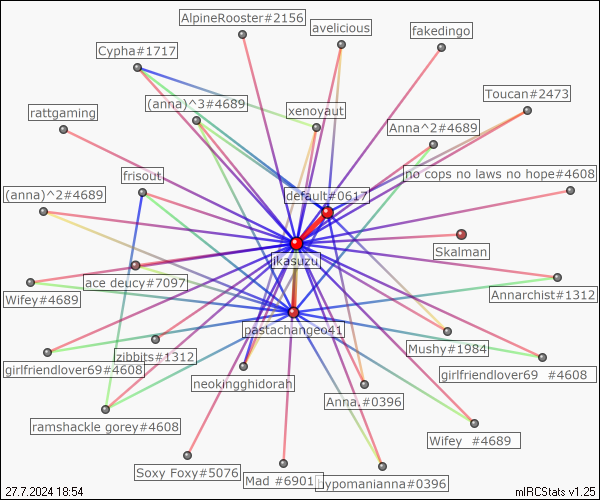 AlpineRooster#2156
avelicious
fakedingo
Cypha#1717
Toucan#2473
rattgaming
(anna)^3#4689
xenoyaut
Anna^2#4689
frisout
no cops no laws no hope#4608
(anna)^2#4689
default#0617
Skalman
ikasuzu
ace deucy#7097
Wifey#4689
Annarchist#1312
pastachangeo41
Mushy#1984
jzibbits#1312
girlfriendlover69#4608
girlfriendlover69 #4608
neokingghidorah
Anna.#0396
ramshackle gorey#4608
Wifey #4689
Soxy Foxy#5076
Mad #6901
hypomanianna#0396
27.7.2024 18:54
mIRCStats v1.25